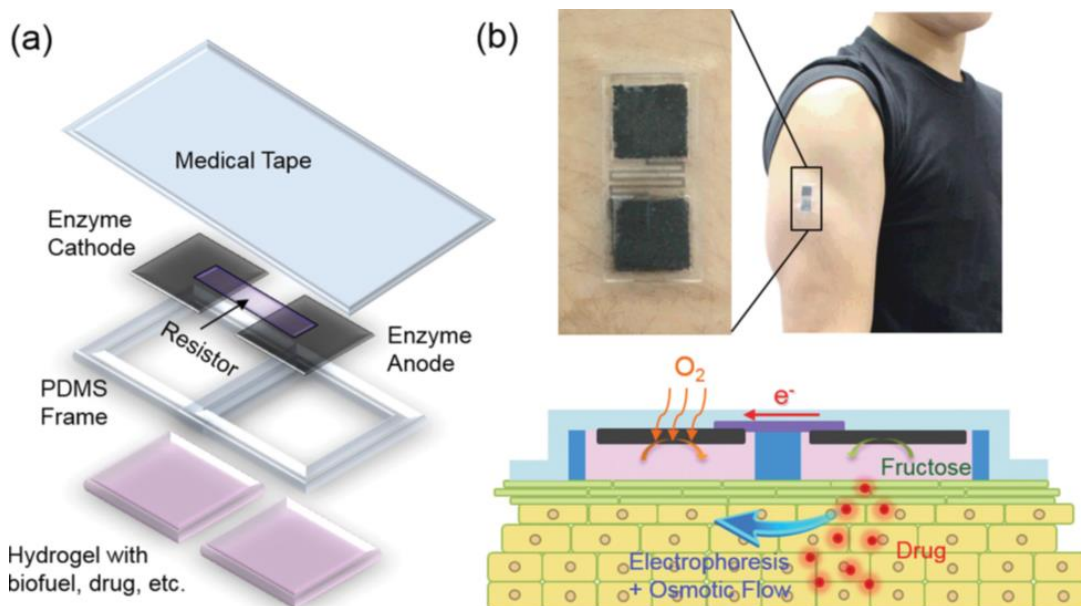 (a)
Medical Tape
Enzyme
Cathode
Resistor
Enzyme
Anode
PDMS
Frame
Hydrogel with
biofuel, drug, etc.
(b)
O₂
e⁻
Fructose
Drug
Electrophoresis
+ Osmotic Flow